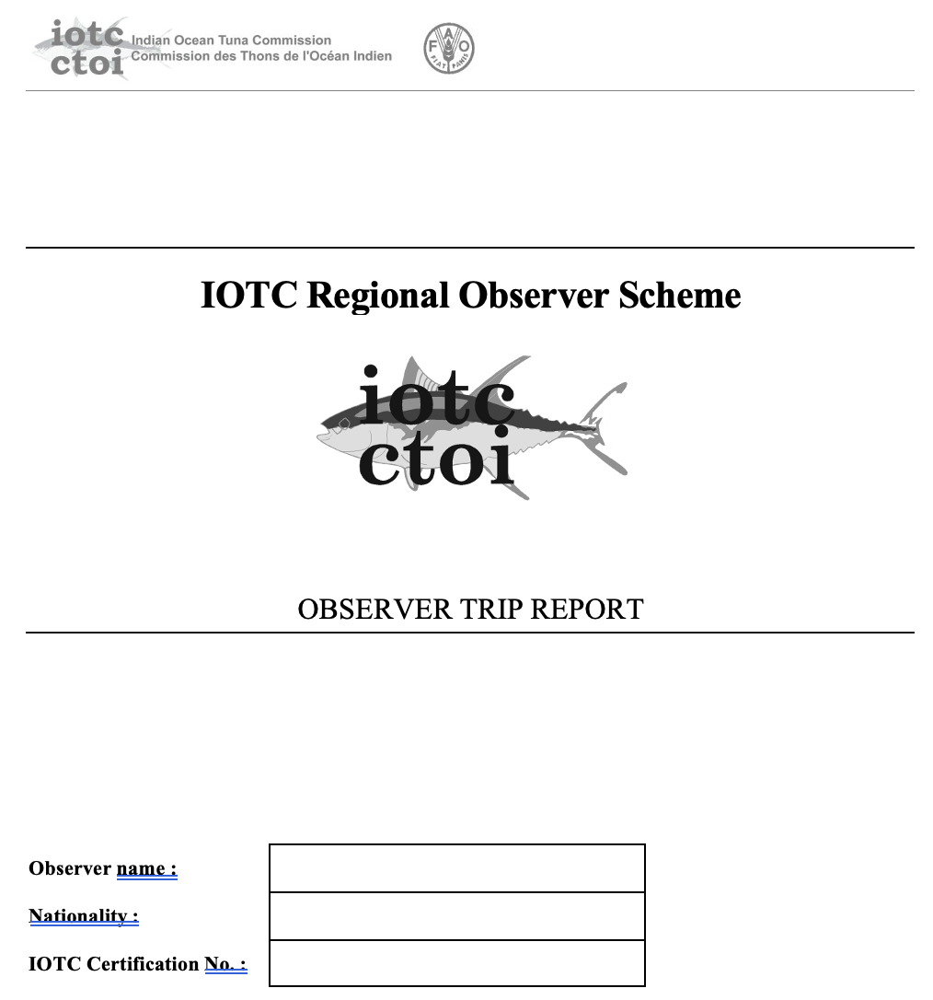 iotc
ctoi
Indian Ocean Tuna Commission
Commission des Thons de l'Océan Indien
F A O
FIAT PANIS
IOTC Regional Observer Scheme
iotc
ctoi
OBSERVER TRIP REPORT
Observer name :
Nationality :
IOTC Certification No. :